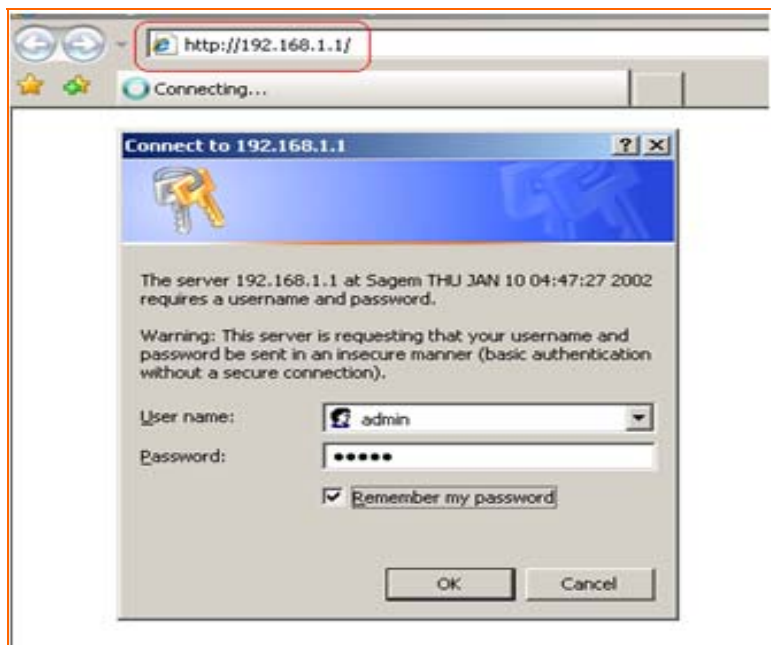 http://192.168.1.1/
Connecting...
Connect to 192.168.1.1
The server 192.168.1.1 at Sagem THU JAN 10 04:47:27 2002
requires a username and password.
Warning: This server is requesting that your username and
password be sent in an insecure manner (basic authentication
without a secure connection).
User name: admin
Password: •••••
Remember my password
OK Cancel